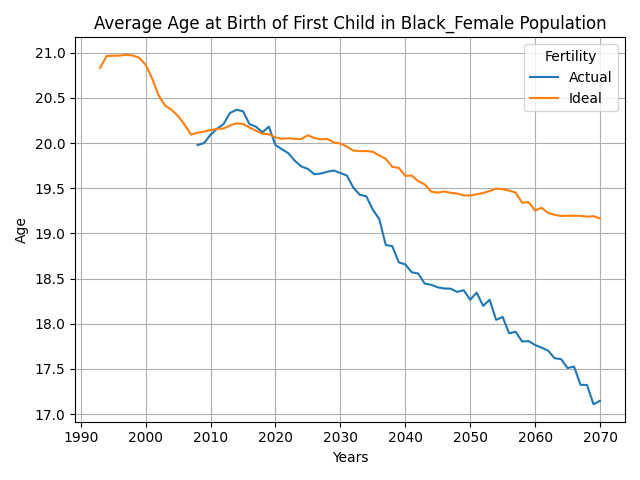 Average Age at Birth of First Child in Black_Female Population
Fertility
Actual
Ideal
Age
21.0
20.5
20.0
19.5
19.0
18.5
18.0
17.5
17.0
1990 2000 2010 2020 2030 2040 2050 2060 2070
Years